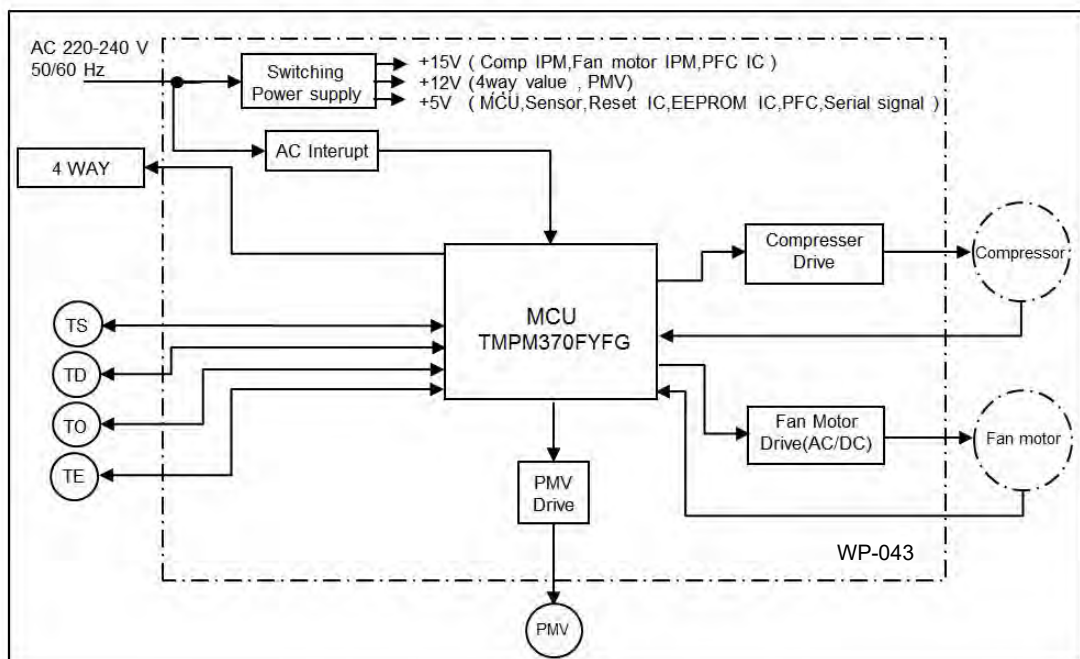 AC 220-240 V
50/60 Hz
Switching
Power supply
+15V ( Comp IPM,Fan motor IPM,PFC IC )
+12V (4way value , PMV)
+5V ( MCU,Sensor,Reset IC,EEPROM IC,PFC,Serial signal )
AC Interupt
4 WAY
Compresser
Drive
Compressor
MCU
TMPM370FYFG
TS
TD
TO
TE
Fan Motor
Drive(AC/DC)
Fan motor
PMV
Drive
WP-043
PMV